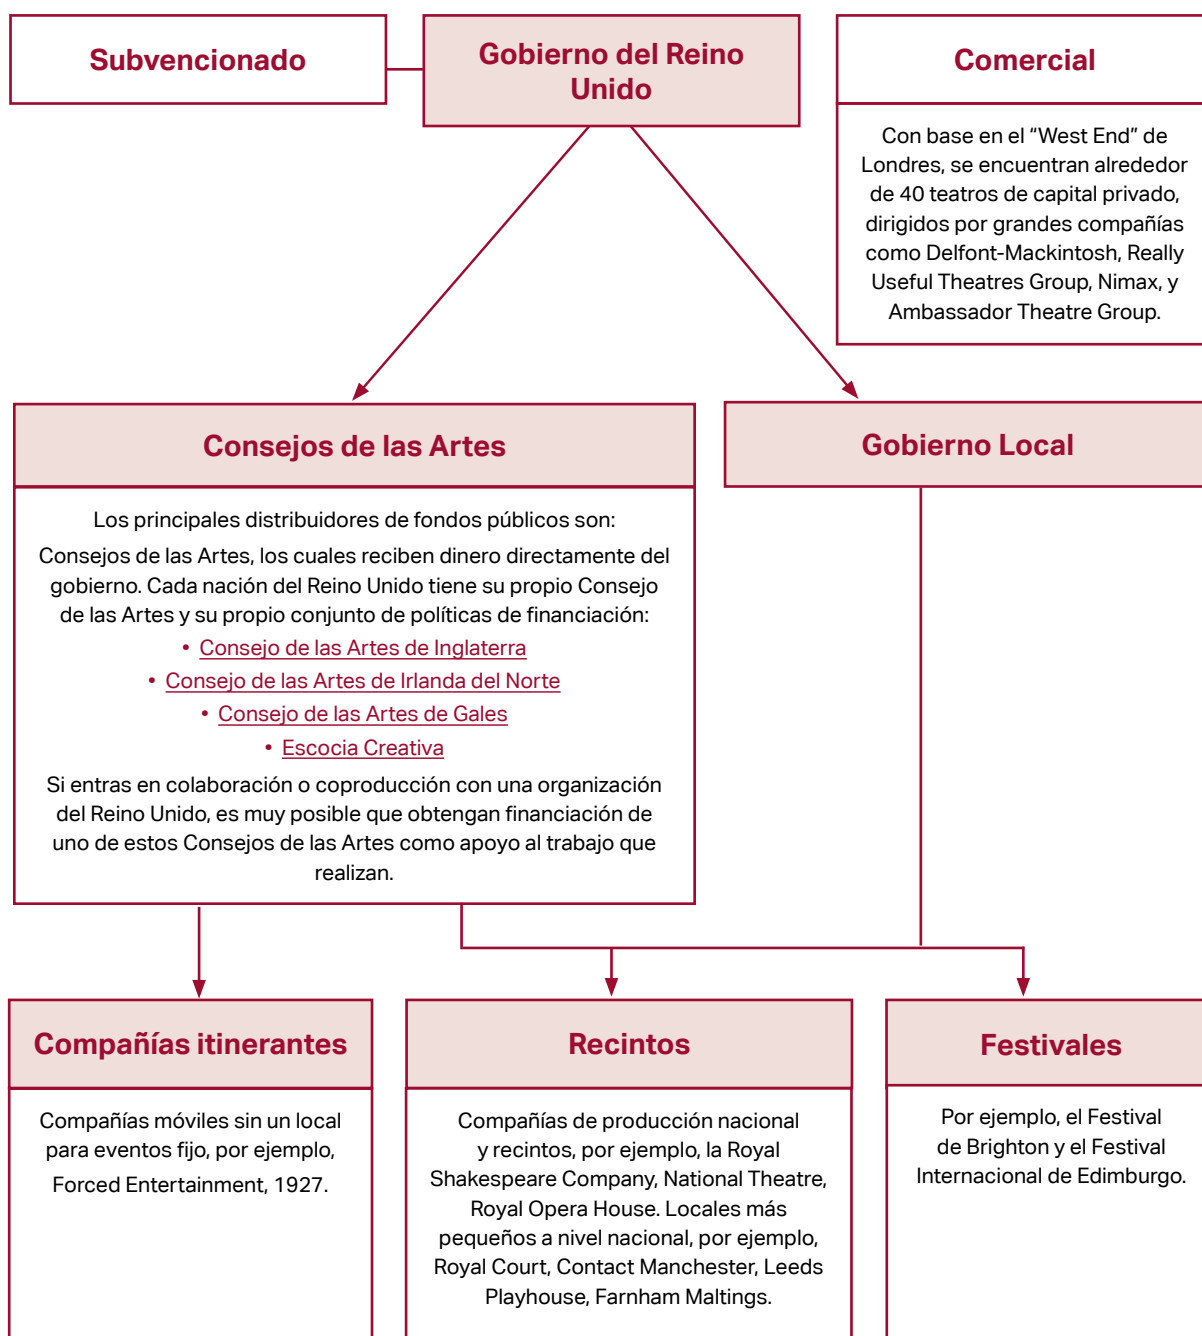 Subvencionado
Gobierno del Reino
Unido
Comercial
Con base en el “West End” de
Londres, se encuentran alrededor
de 40 teatros de capital privado,
dirigidos por grandes compañías
como Delfont-Mackintosh, Really
Useful Theatres Group, Nimax, y
Ambassador Theatre Group.
Consejos de las Artes
Los principales distribuidores de fondos públicos son:
Consejos de las Artes, los cuales reciben dinero directamente del
gobierno. Cada nación del Reino Unido tiene su propio Consejo
de las Artes y su propio conjunto de políticas de financiación:
• Consejo de las Artes de Inglaterra
• Consejo de las Artes de Irlanda del Norte
• Consejo de las Artes de Gales
• Escocia Creativa
Si entras en colaboración o coproducción con una organización
del Reino Unido, es muy posible que obtengan financiación de
uno de estos Consejos de las Artes como apoyo al trabajo que
realizan.
Gobierno Local
Compañías itinerantes
Compañías móviles sin un local
para eventos fijo, por ejemplo,
Forced Entertainment, 1927.
Recintos
Compañías de producción nacional
y recintos, por ejemplo, la Royal
Shakespeare Company, National Theatre,
Royal Opera House. Locales más
pequeños a nivel nacional, por ejemplo,
Royal Court, Contact Manchester, Leeds
Playhouse, Farnham Maltings.
Festivales
Por ejemplo, el Festival
de Brighton y el Festival
Internacional de Edimburgo.